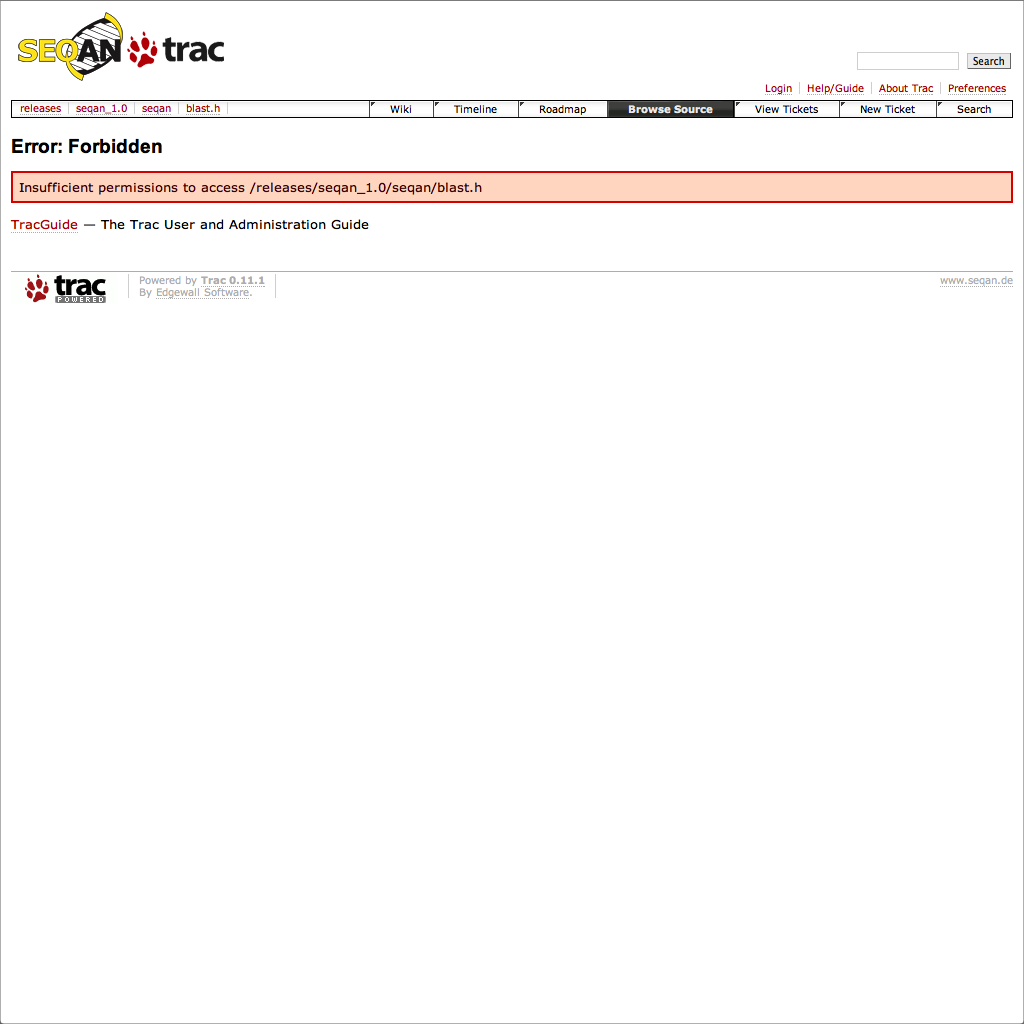 SEQAN trac
Search
Login Help/Guide About Trac Preferences
releases seqan_1.0 seqan blast.h Wiki Timeline Roadmap Browse Source View Tickets New Ticket Search
Error: Forbidden
Insufficient permissions to access /releases/seqan_1.0/seqan/blast.h
TracGuide — The Trac User and Administration Guide
trac POWERED
Powered by Trac 0.11.1
By Edgewall Software.
www.seqan.de